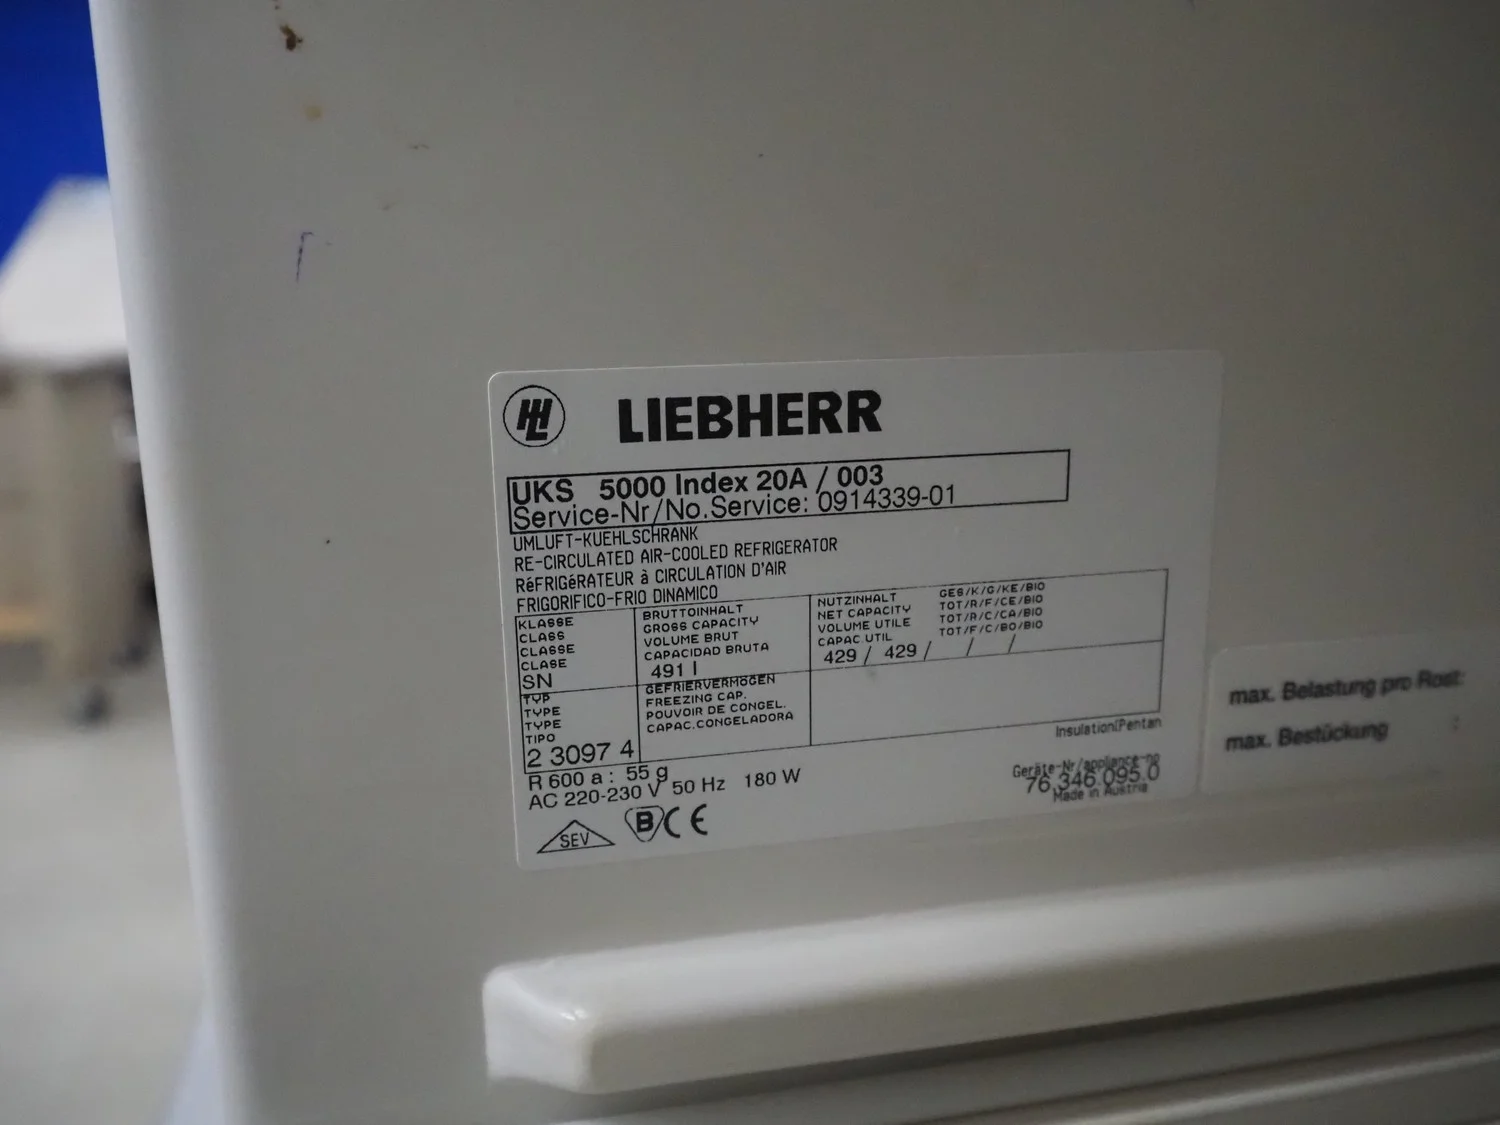 LIEBHERR
UKS 5000 Index 20A / 003
Service-Nr/No.Service: 0914339-01
UMLUFT-KUEHLSCHRANK
RE-CIRCULATED AIR-COOLED REFRIGERATOR
RéFRIGéRATEUR à CIRCULATION D'AIR
FRIGORIFICO-FRIO DINAMICO
KLASSE
CLASS
CLASSE
CLASE
SN
BRUTTOINHALT
GROSS CAPACITY
VOLUME BRUT
CAPACIDAD BRUTA
491 l
NUTZINHALT GES/K/G/KE/BIO
NET CAPACITY TOT/R/F/CE/BIO
VOLUME UTILE TOT/R/C/CA/BIO
CAPAC UTIL TOT/F/C/BO/BIO
429 / 429 / / /
TYP
TYPE
TYPE
TIPO
2 3097 4
GEFRIERVERMöGEN
FREEZING CAP.
POUVOIR DE CONGEL.
CAPAC.CONGELADORA
Insulation/Pentan
R 600 a : 55 g
AC 220-230 V 50 Hz 180 W
Geräte-Nr/appliance-no
76.346.095.0
Made in Austria
SEV B CE
max. Belastung pro Rost:
max. Bestückung :